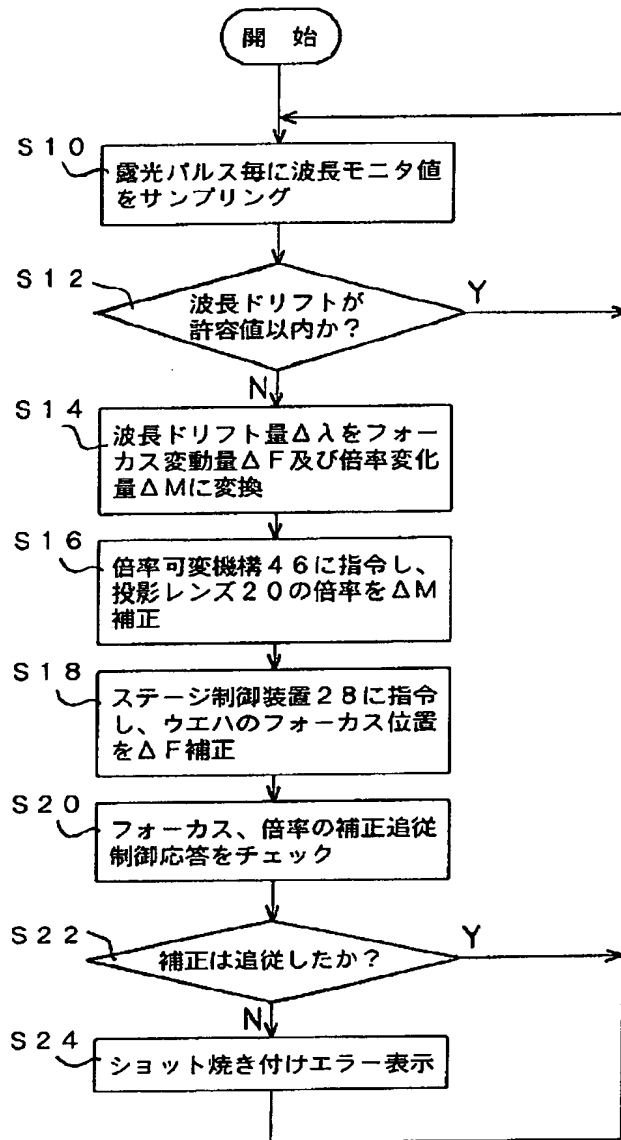 開 始
S10
露光パルス毎に波長モニタ値
をサンプリング
S12
波長ドリフトが
許容値以内か？
Y
N
S14
波長ドリフト量Δλをフォー
カス変動量ΔF及び倍率変化
量ΔMに変換
S16
倍率可変機構46に指令し、
投影レンズ20の倍率をΔM
補正
S18
ステージ制御装置28に指令
し、ウエハのフォーカス位置
をΔF補正
S20
フォーカス、倍率の補正追従
制御応答をチェック
S22
補正は追従したか？
Y
N
S24
ショット焼き付けエラー表示